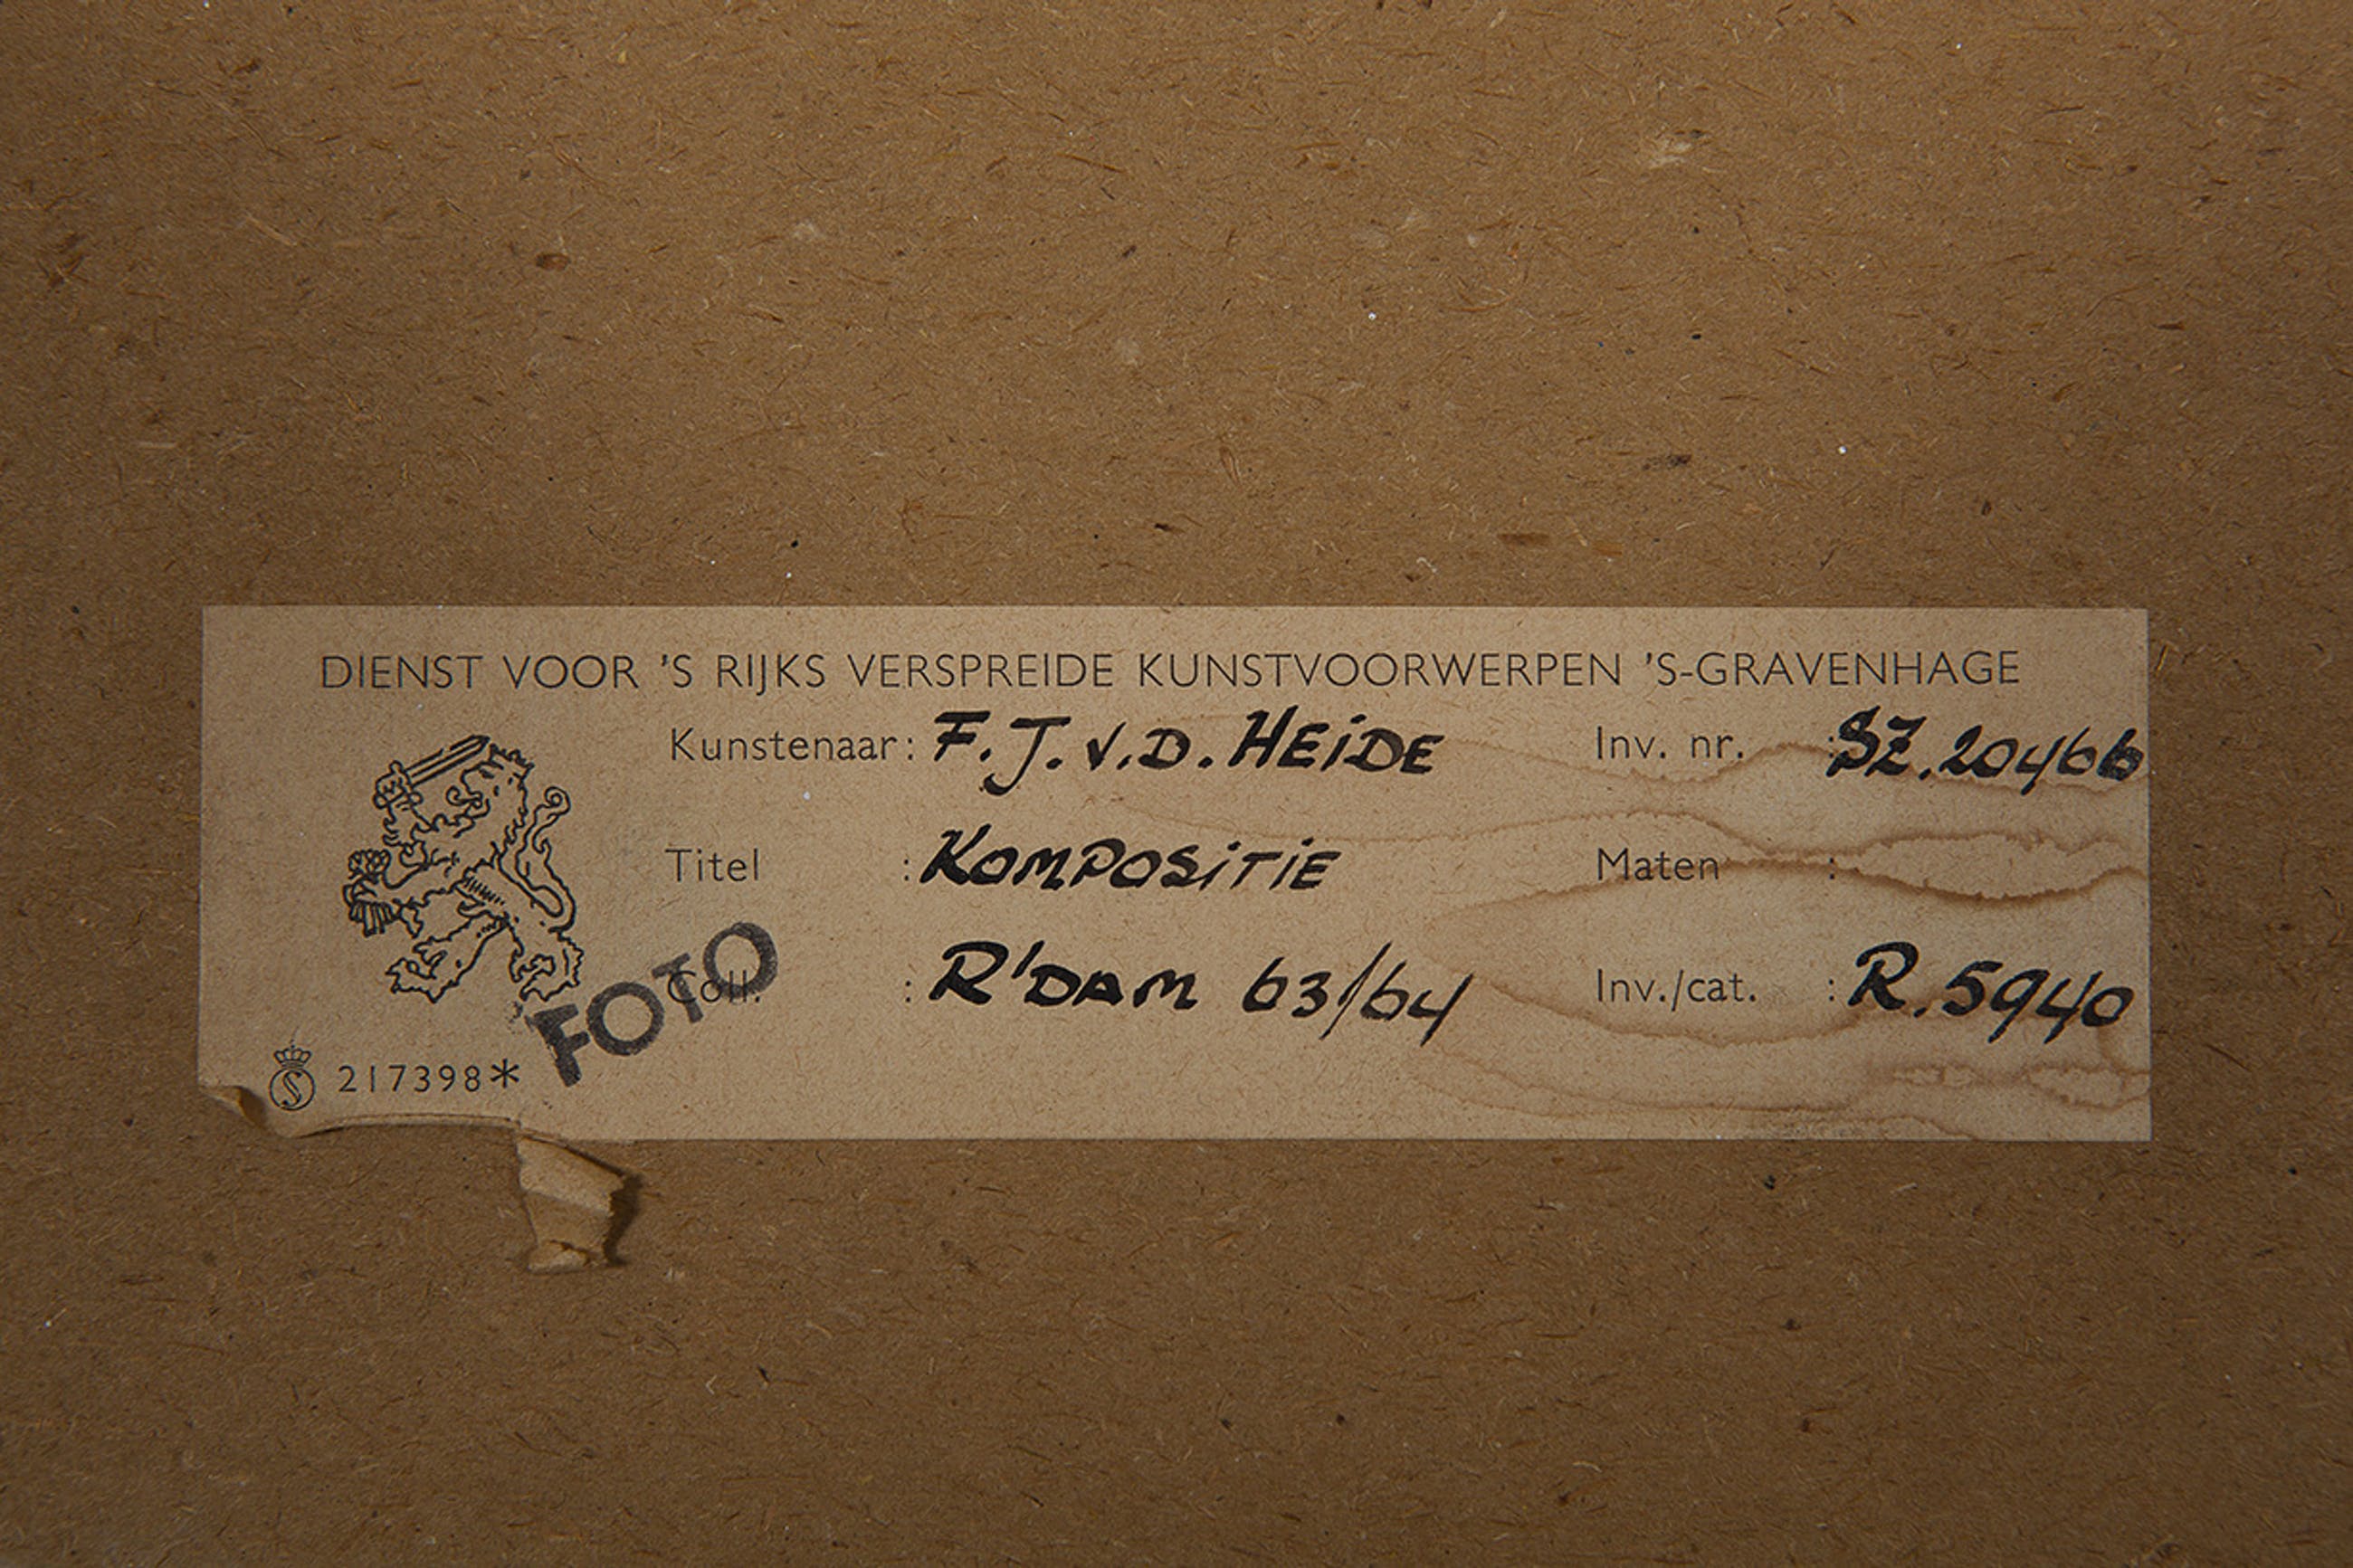 DIENST VOOR 'S RIJKS VERSPREIDE KUNSTVOORWERPEN 'S-GRAVENHAGE
Kunstenaar: F. J. V. D. HEiDE Inv. nr. : SZ. 20466
Titel : KOMPOSiTiE Maten :
Coll. : R'DAM 63/64 Inv./cat. : R. 5940
FOTO
S 217398*